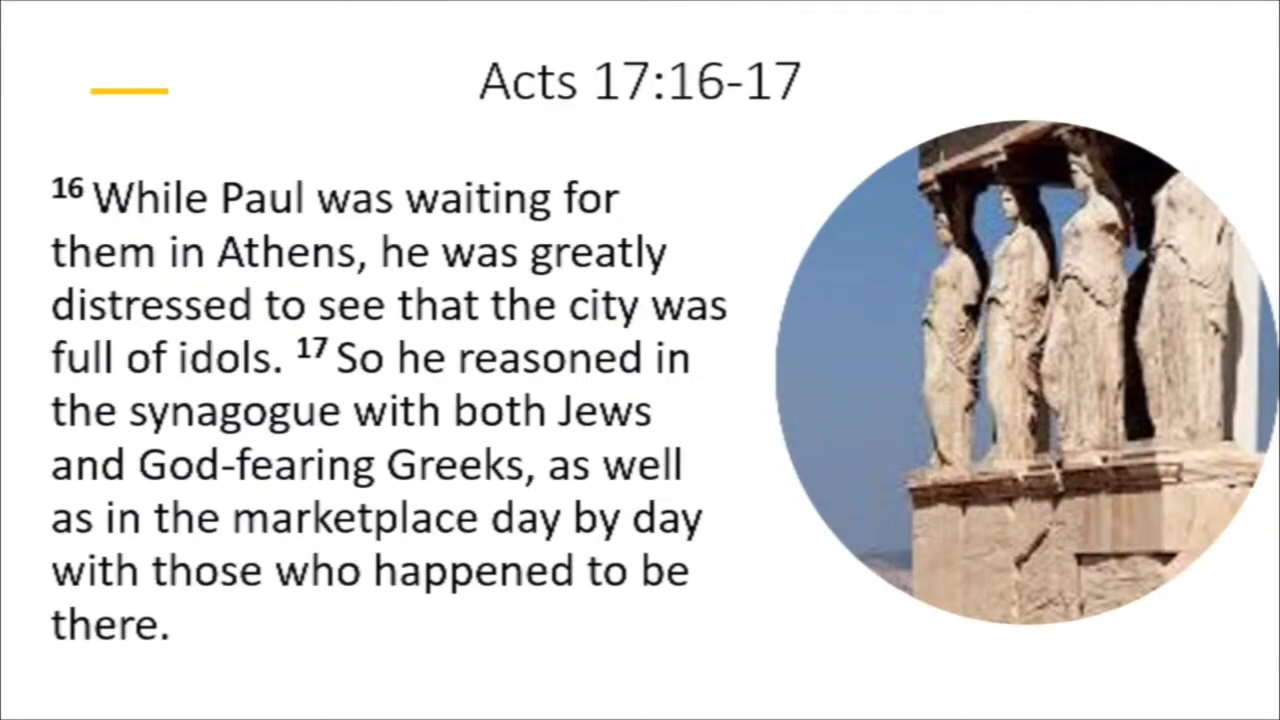 Acts 17:16-17
16 While Paul was waiting for
them in Athens, he was greatly
distressed to see that the city was
full of idols. 17 So he reasoned in
the synagogue with both Jews
and God-fearing Greeks, as well
as in the marketplace day by day
with those who happened to be
there.